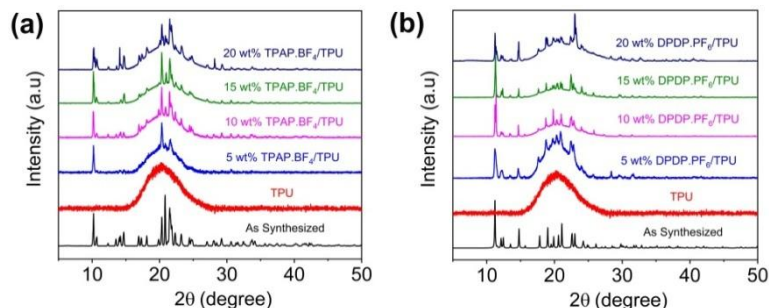 (a)
Intensity (a.u)
20 wt% TPAP.BF₄/TPU
15 wt% TPAP.BF₄/TPU
10 wt% TPAP.BF₄/TPU
5 wt% TPAP.BF₄/TPU
TPU
As Synthesized
5 10 20 30 40 50
2θ (degree)
(b)
Intensity (a.u)
20 wt% DPDP.PF₆/TPU
15 wt% DPDP.PF₆/TPU
10 wt% DPDP.PF₆/TPU
5 wt% DPDP.PF₆/TPU
TPU
As Synthesized
5 10 20 30 40 50
2θ (degree)